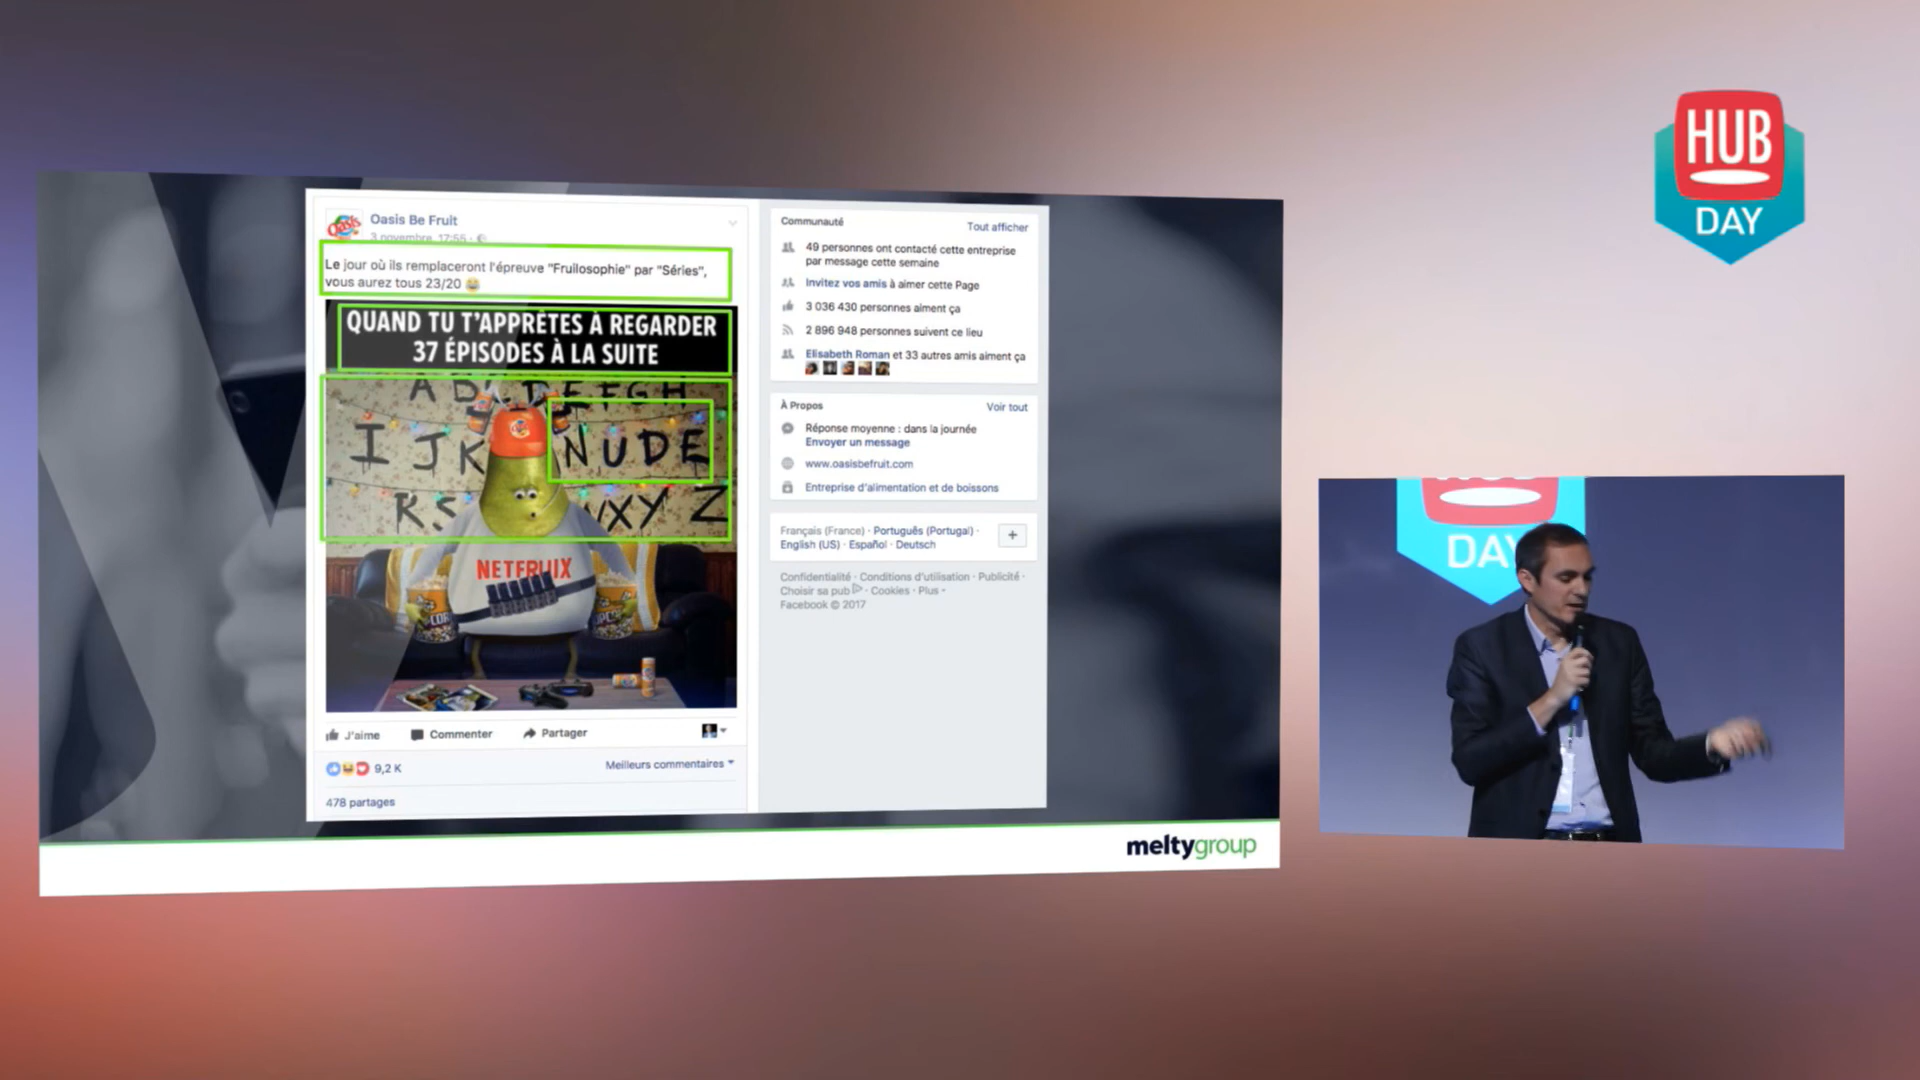 HUB
DAY
Oasis Be Fruit
3 novembre, 17:55
Le jour où ils remplaceront l'épreuve "Fruilosophie" par "Séries",
vous aurez tous 23/20
QUAND TU T'APPRÊTES À REGARDER
37 ÉPISODES À LA SUITE
I J K NUDE
R S WXY Z
NETFRUIX
J'aime Commenter Partager
9,2 K Meilleurs commentaires
478 partages
Communauté Tout afficher
49 personnes ont contacté cette entreprise
par message cette semaine
Invitez vos amis à aimer cette Page
3 036 430 personnes aiment ça
2 896 948 personnes suivent ce lieu
Elisabeth Roman et 33 autres amis aiment ça
À Propos Voir tout
Réponse moyenne : dans la journée
Envoyer un message
www.oasisbefruit.com
Entreprise d'alimentation et de boissons
Français (France) · Português (Portugal) ·
English (US) · Español · Deutsch
+
Confidentialité · Conditions d'utilisation · Publicité ·
Choisir sa pub · Cookies · Plus
Facebook © 2017
meltygroup
DAY